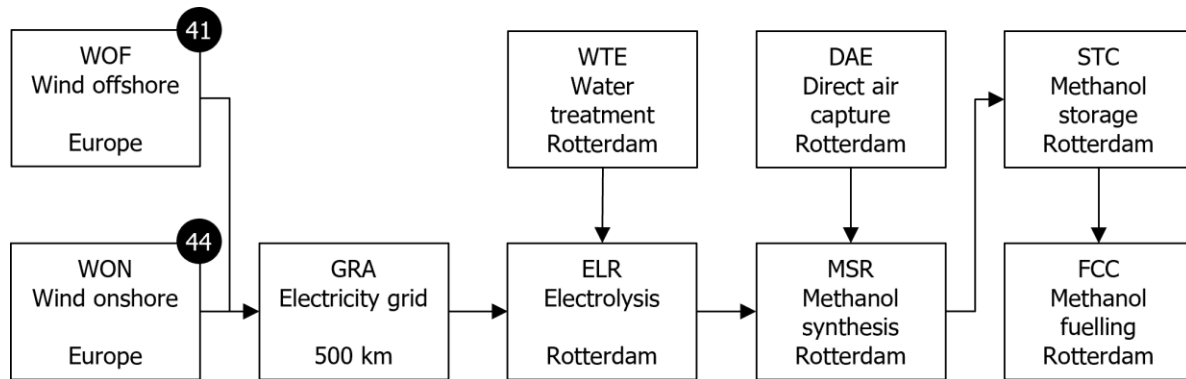 41
WOF
Wind offshore
Europe
WTE
Water
treatment
Rotterdam
DAE
Direct air
capture
Rotterdam
STC
Methanol
storage
Rotterdam
44
WON
Wind onshore
Europe
GRA
Electricity grid
500 km
ELR
Electrolysis
Rotterdam
MSR
Methanol
synthesis
Rotterdam
FCC
Methanol
fuelling
Rotterdam